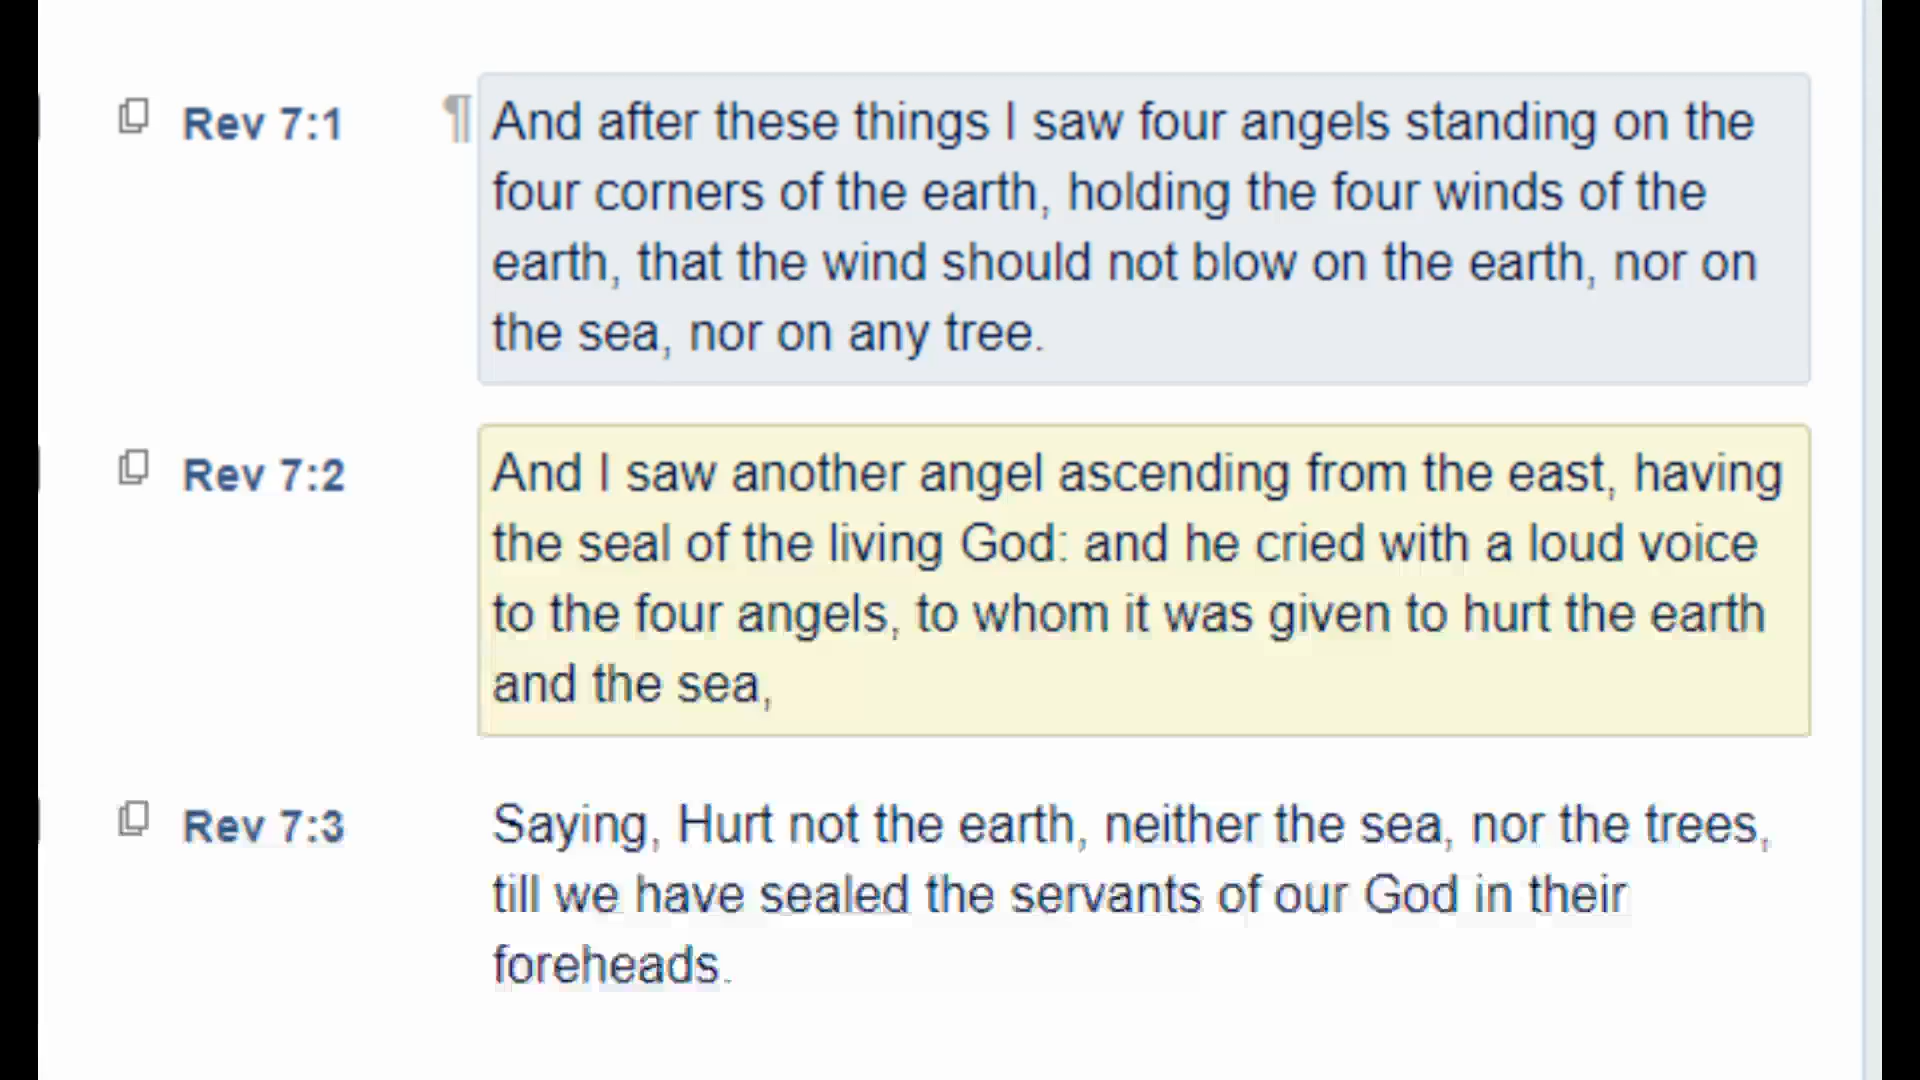 Rev 7:1 ¶ And after these things I saw four angels standing on the
four corners of the earth, holding the four winds of the
earth, that the wind should not blow on the earth, nor on
the sea, nor on any tree.
Rev 7:2 And I saw another angel ascending from the east, having
the seal of the living God: and he cried with a loud voice
to the four angels, to whom it was given to hurt the earth
and the sea,
Rev 7:3 Saying, Hurt not the earth, neither the sea, nor the trees,
till we have sealed the servants of our God in their
foreheads.